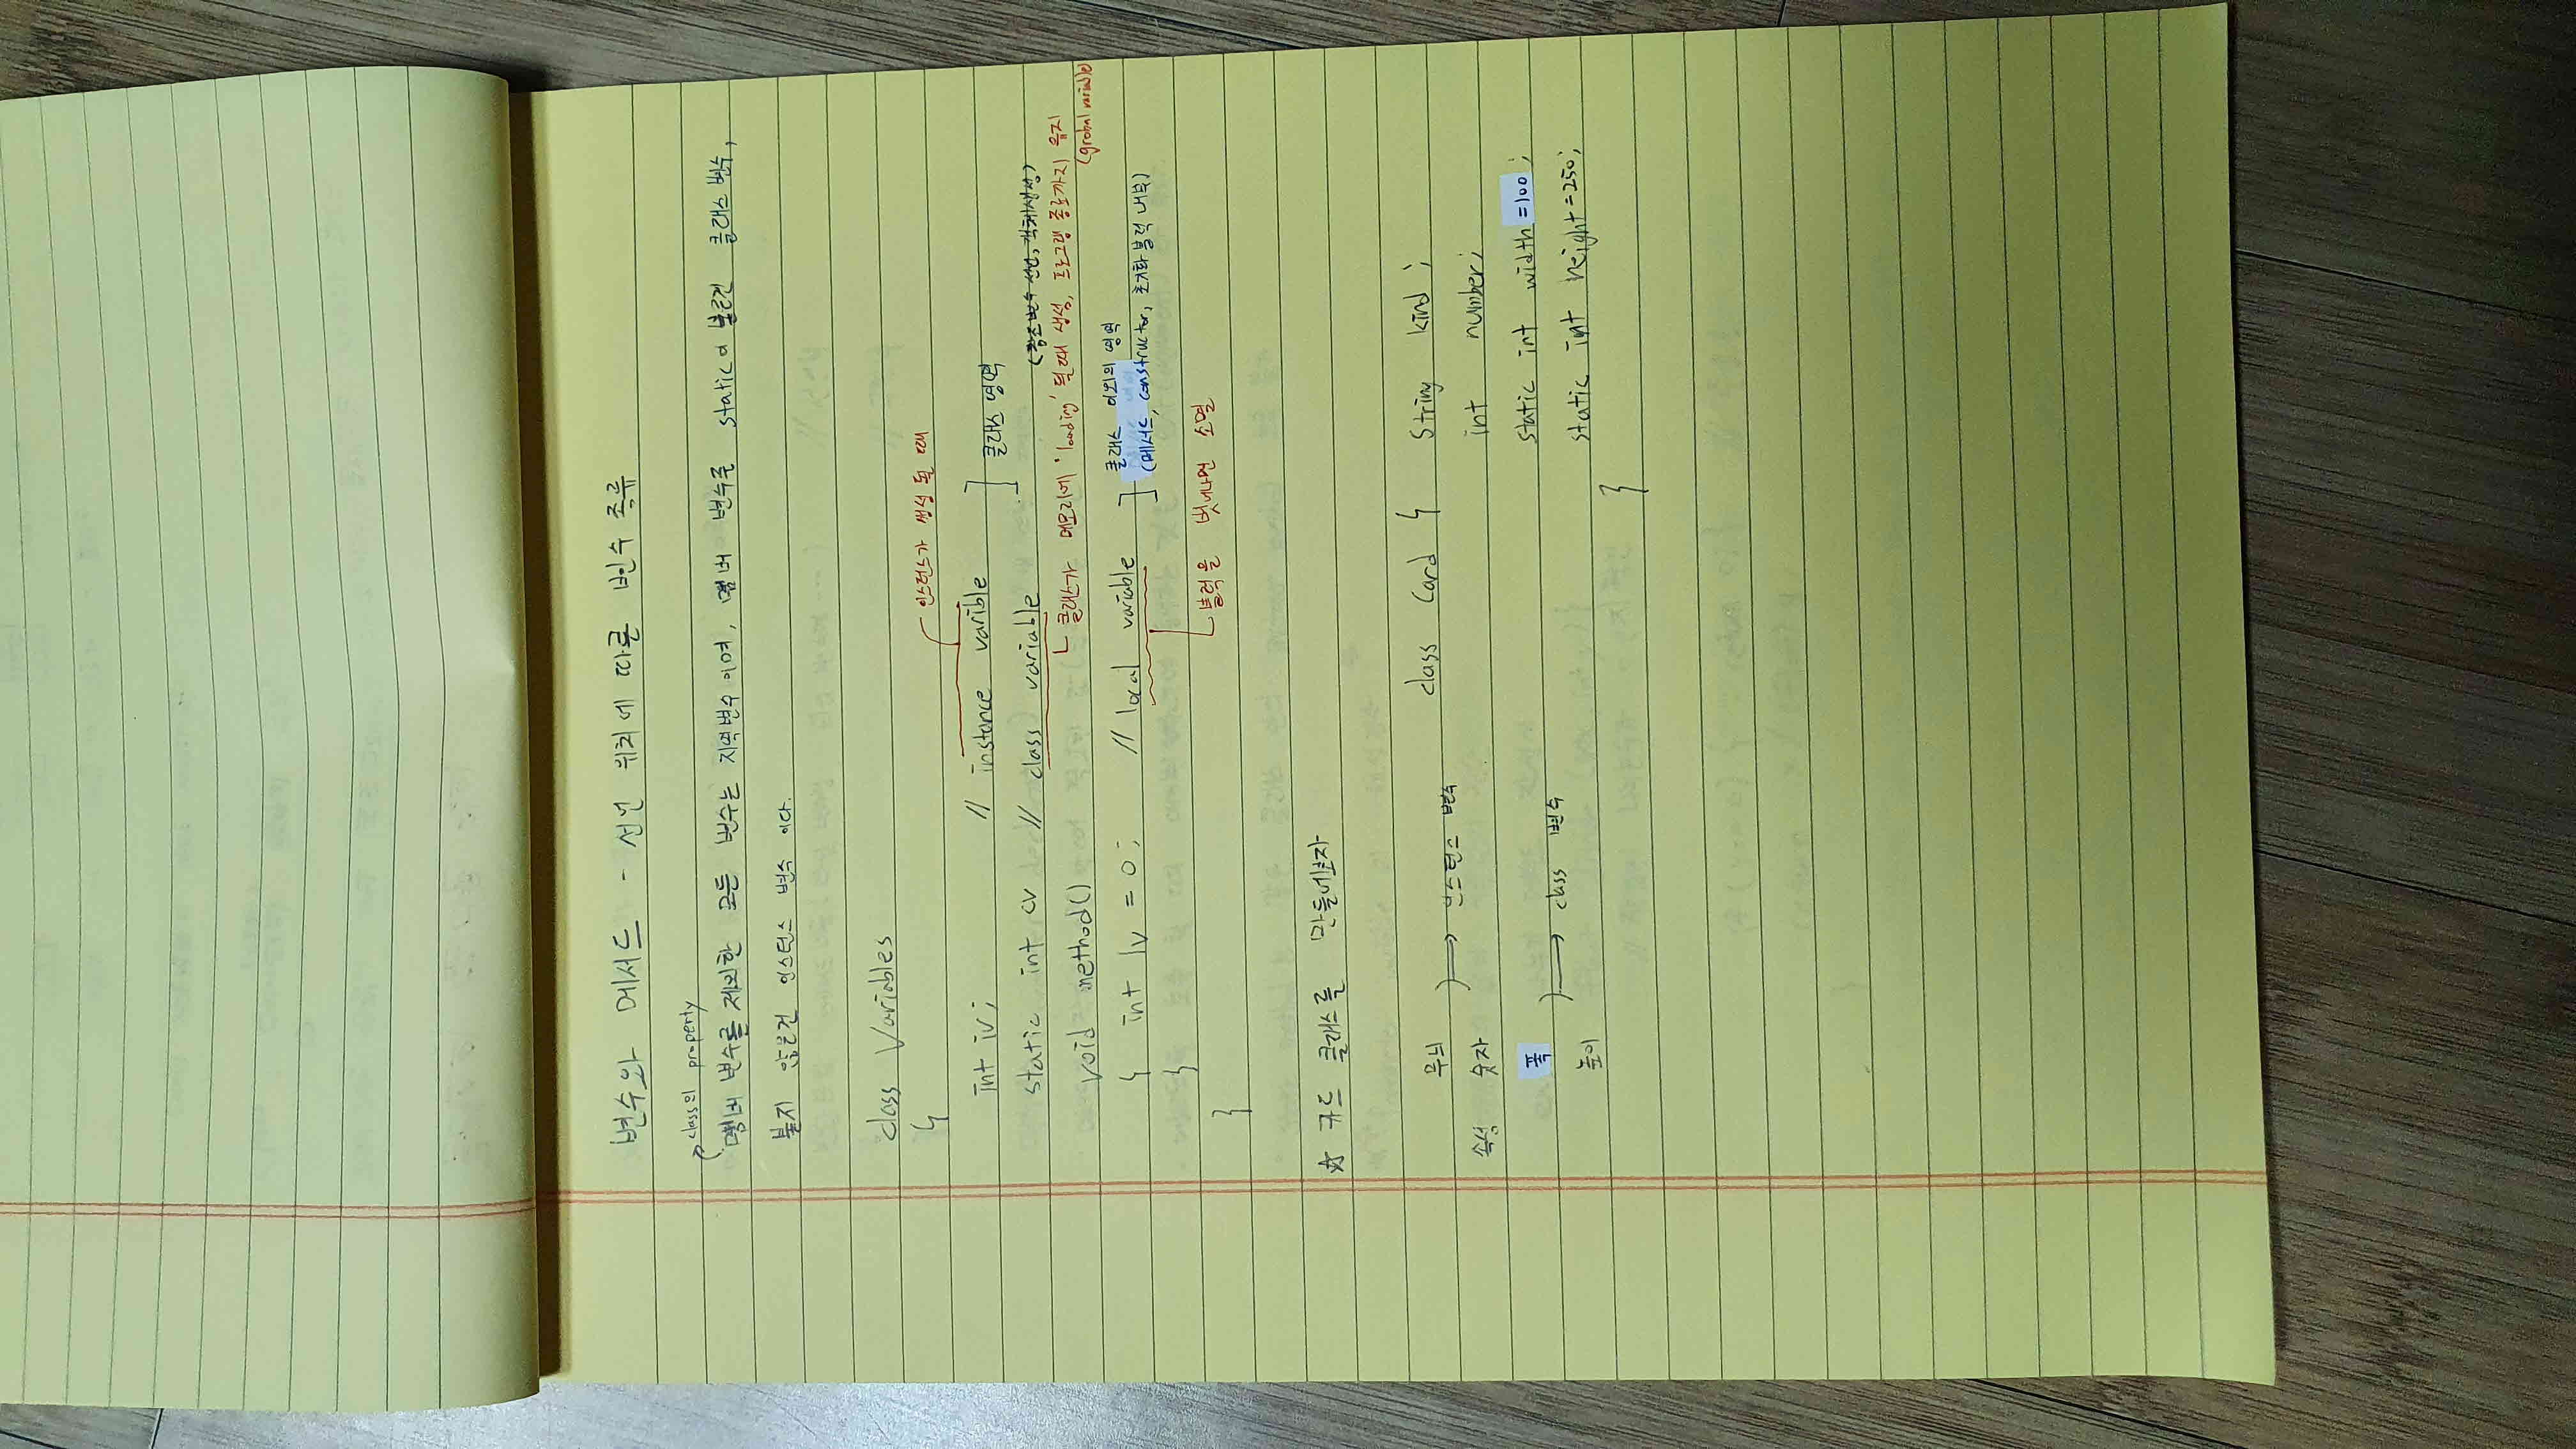 변수와 메서드 - 선언 위치에 따른 변수 종류
class의 property
멤버 변수를 제외한 모든 변수는 지역변수 이며, 멤버 변수중 static이 붙은건 클래스 변수,
붙지 않은건 인스턴스 변수 이다.
class Variables
{
인스턴스가 생성 될 때
int iv; // instance varible ] 클래스 영역
static int cv // class variable (참조변수 선언, 객체생성)
클래스가 메모리에 'loading' 될 때 생성, 프로그램 종료까지 유지
(grobal variable)
void method()
{ int lv = 0; // local variable ] 클래스 이외의 영역
(메서드, constructor, 초기화 블럭 내부)
}
블럭을 벗어나면 소멸
}
☆ 카드 클래스를 만들어보자
무늬 → 인스턴스 변수 class Card { String kind;
속성 숫자 int number;
폭 → class 변수 static int width =100;
높이 static int height=250;
}